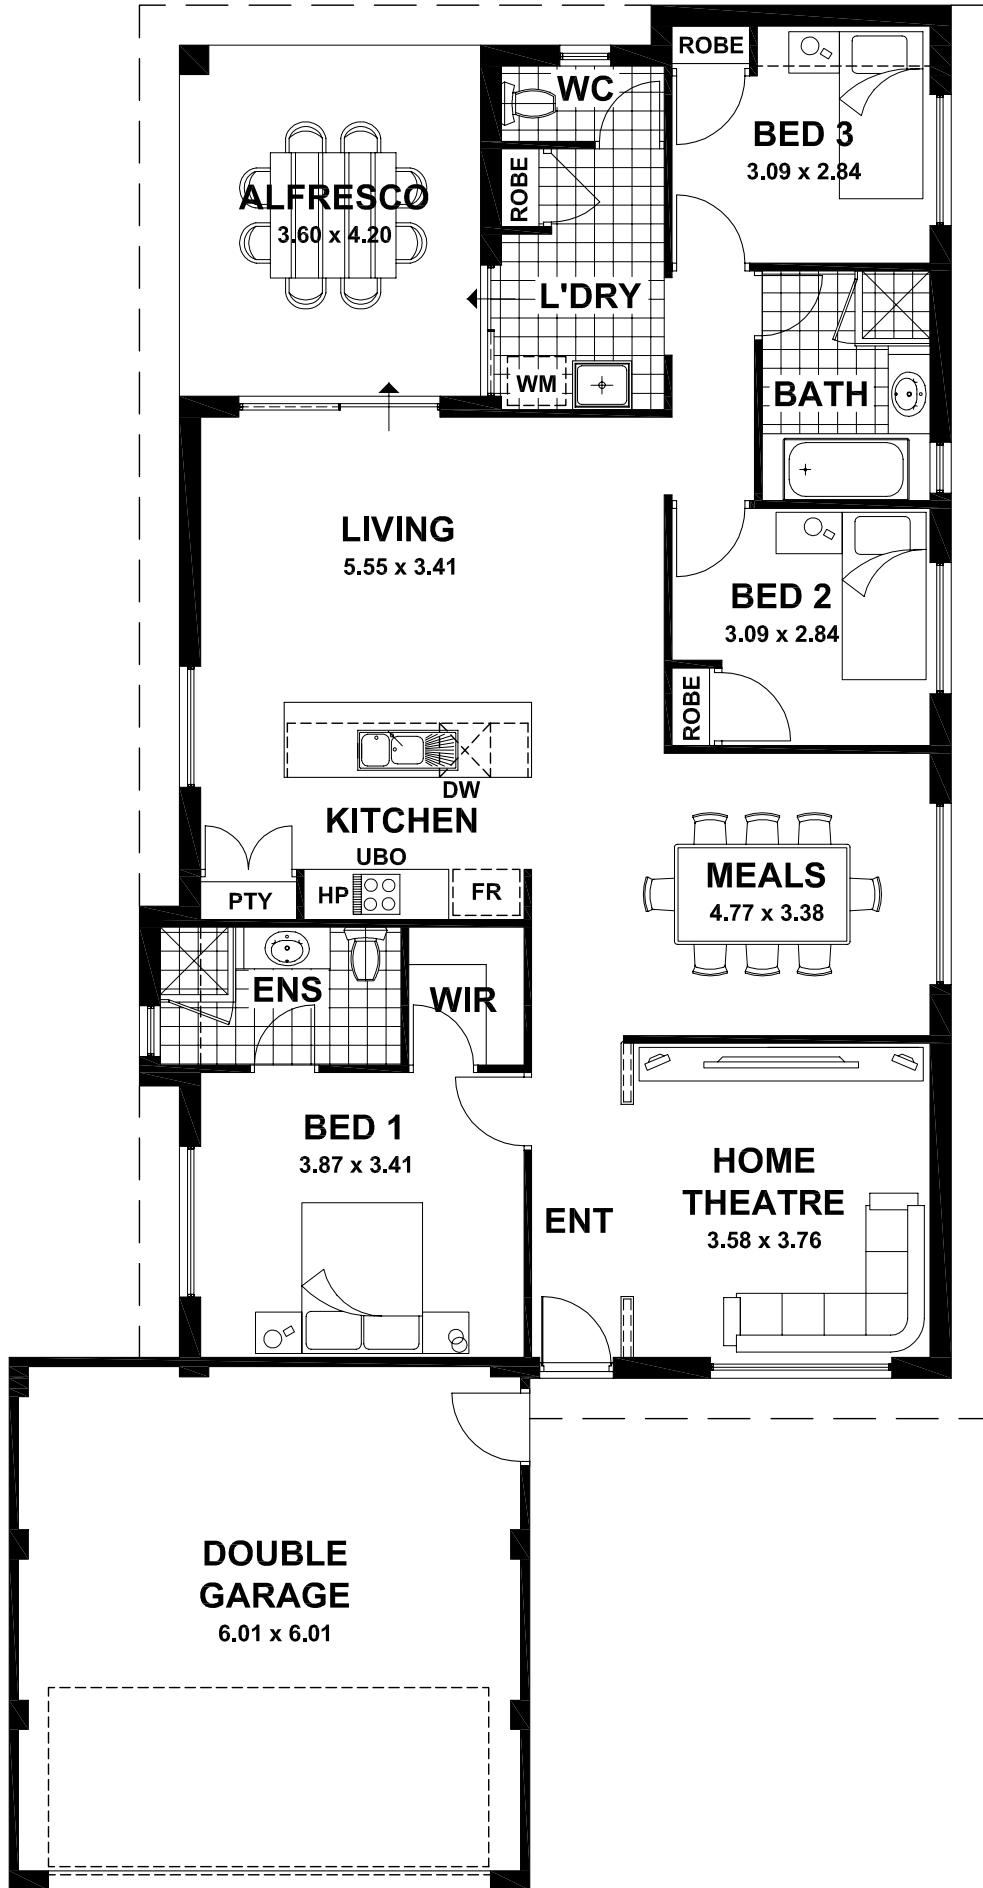 ROBE
WC
BED 3
3.09 x 2.84
ROBE
ALFRESCO
3.60 x 4.20
L'DRY
WM
BATH
LIVING
5.55 x 3.41
BED 2
3.09 x 2.84
ROBE
DW
KITCHEN
UBO
PTY
HP
FR
MEALS
4.77 x 3.38
ENS
WIR
BED 1
3.87 x 3.41
HOME
THEATRE
3.58 x 3.76
ENT
DOUBLE
GARAGE
6.01 x 6.01